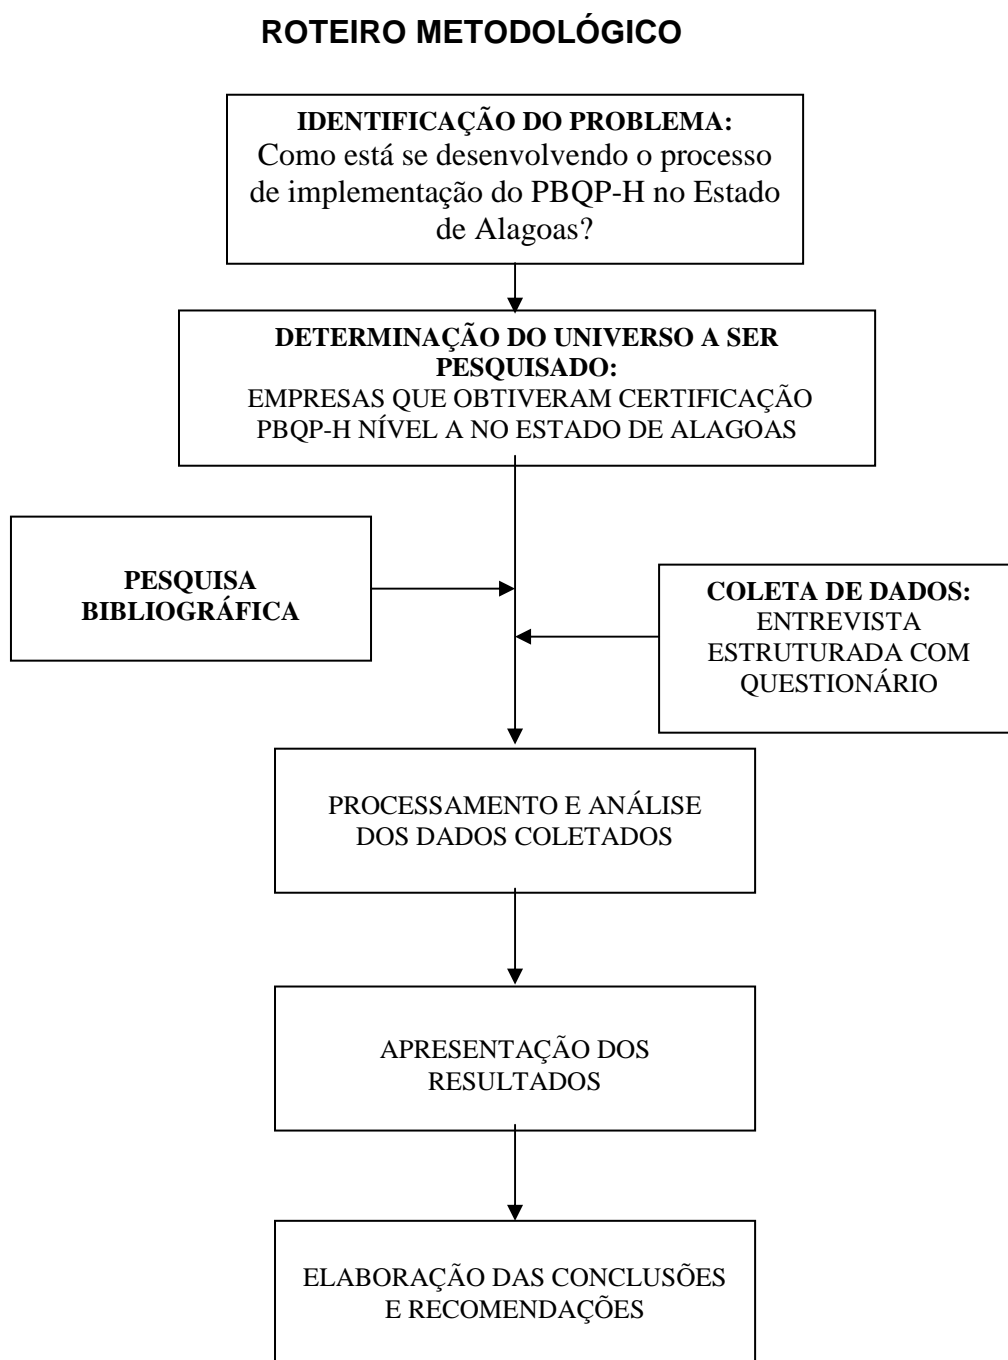 ROTEIRO METODOLÓGICO
IDENTIFICAÇÃO DO PROBLEMA:
Como está se desenvolvendo o processo
de implementação do PBQP-H no Estado
de Alagoas?
DETERMINAÇÃO DO UNIVERSO A SER
PESQUISADO:
EMPRESAS QUE OBTIVERAM CERTIFICAÇÃO
PBQP-H NÍVEL A NO ESTADO DE ALAGOAS
PESQUISA
BIBLIOGRÁFICA
COLETA DE DADOS:
ENTREVISTA
ESTRUTURADA COM
QUESTIONÁRIO
PROCESSAMENTO E ANÁLISE
DOS DADOS COLETADOS
APRESENTAÇÃO DOS
RESULTADOS
ELABORAÇÃO DAS CONCLUSÕES
E RECOMENDAÇÕES